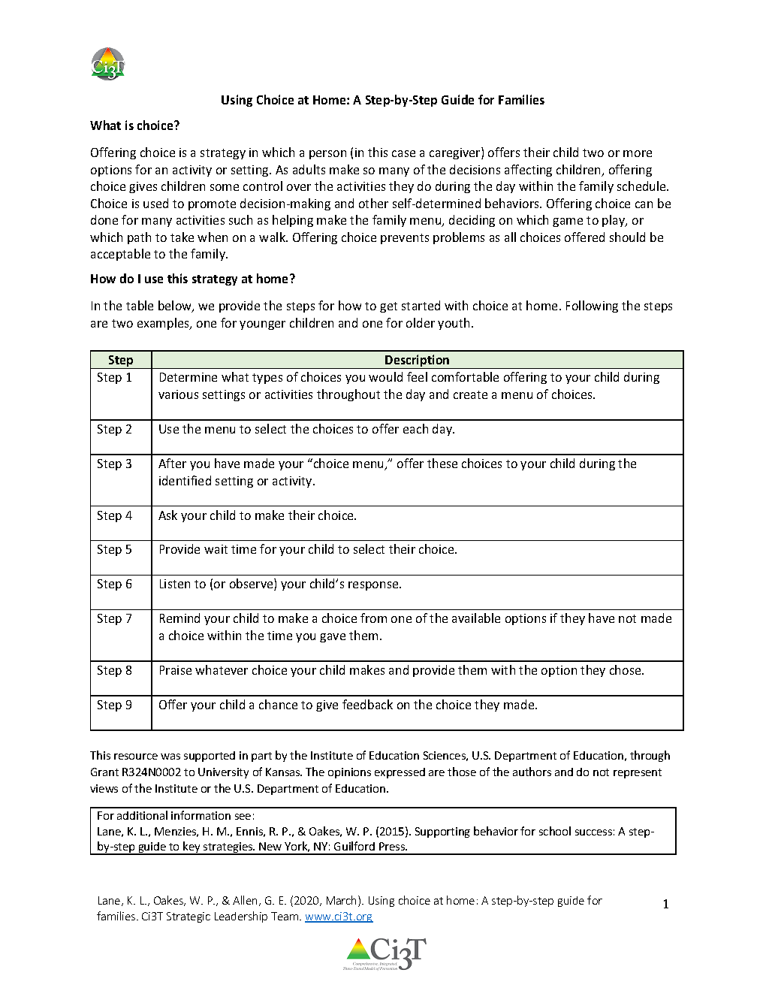 Ci3T
Using Choice at Home: A Step-by-Step Guide for Families
What is choice?
Offering choice is a strategy in which a person (in this case a caregiver) offers their child two or more
options for an activity or setting. As adults make so many of the decisions affecting children, offering
choice gives children some control over the activities they do during the day within the family schedule.
Choice is used to promote decision-making and other self-determined behaviors. Offering choice can be
done for many activities such as helping make the family menu, deciding on which game to play, or
which path to take when on a walk. Offering choice prevents problems as all choices offered should be
acceptable to the family.
How do I use this strategy at home?
In the table below, we provide the steps for how to get started with choice at home. Following the steps
are two examples, one for younger children and one for older youth.
Step Description
Step 1 Determine what types of choices you would feel comfortable offering to your child during
various settings or activities throughout the day and create a menu of choices.
Step 2 Use the menu to select the choices to offer each day.
Step 3 After you have made your “choice menu,” offer these choices to your child during the
identified setting or activity.
Step 4 Ask your child to make their choice.
Step 5 Provide wait time for your child to select their choice.
Step 6 Listen to (or observe) your child’s response.
Step 7 Remind your child to make a choice from one of the available options if they have not made
a choice within the time you gave them.
Step 8 Praise whatever choice your child makes and provide them with the option they chose.
Step 9 Offer your child a chance to give feedback on the choice they made.
This resource was supported in part by the Institute of Education Sciences, U.S. Department of Education, through
Grant R324N0002 to University of Kansas. The opinions expressed are those of the authors and do not represent
views of the Institute or the U.S. Department of Education.
For additional information see:
Lane, K. L., Menzies, H. M., Ennis, R. P., & Oakes, W. P. (2015). Supporting behavior for school success: A step-
by-step guide to key strategies. New York, NY: Guilford Press.
Lane, K. L., Oakes, W. P., & Allen, G. E. (2020, March). Using choice at home: A step-by-step guide for
families. Ci3T Strategic Leadership Team. www.ci3t.org
1
Ci3T
Comprehensive, Integrated,
Three-Tiered Model of Prevention